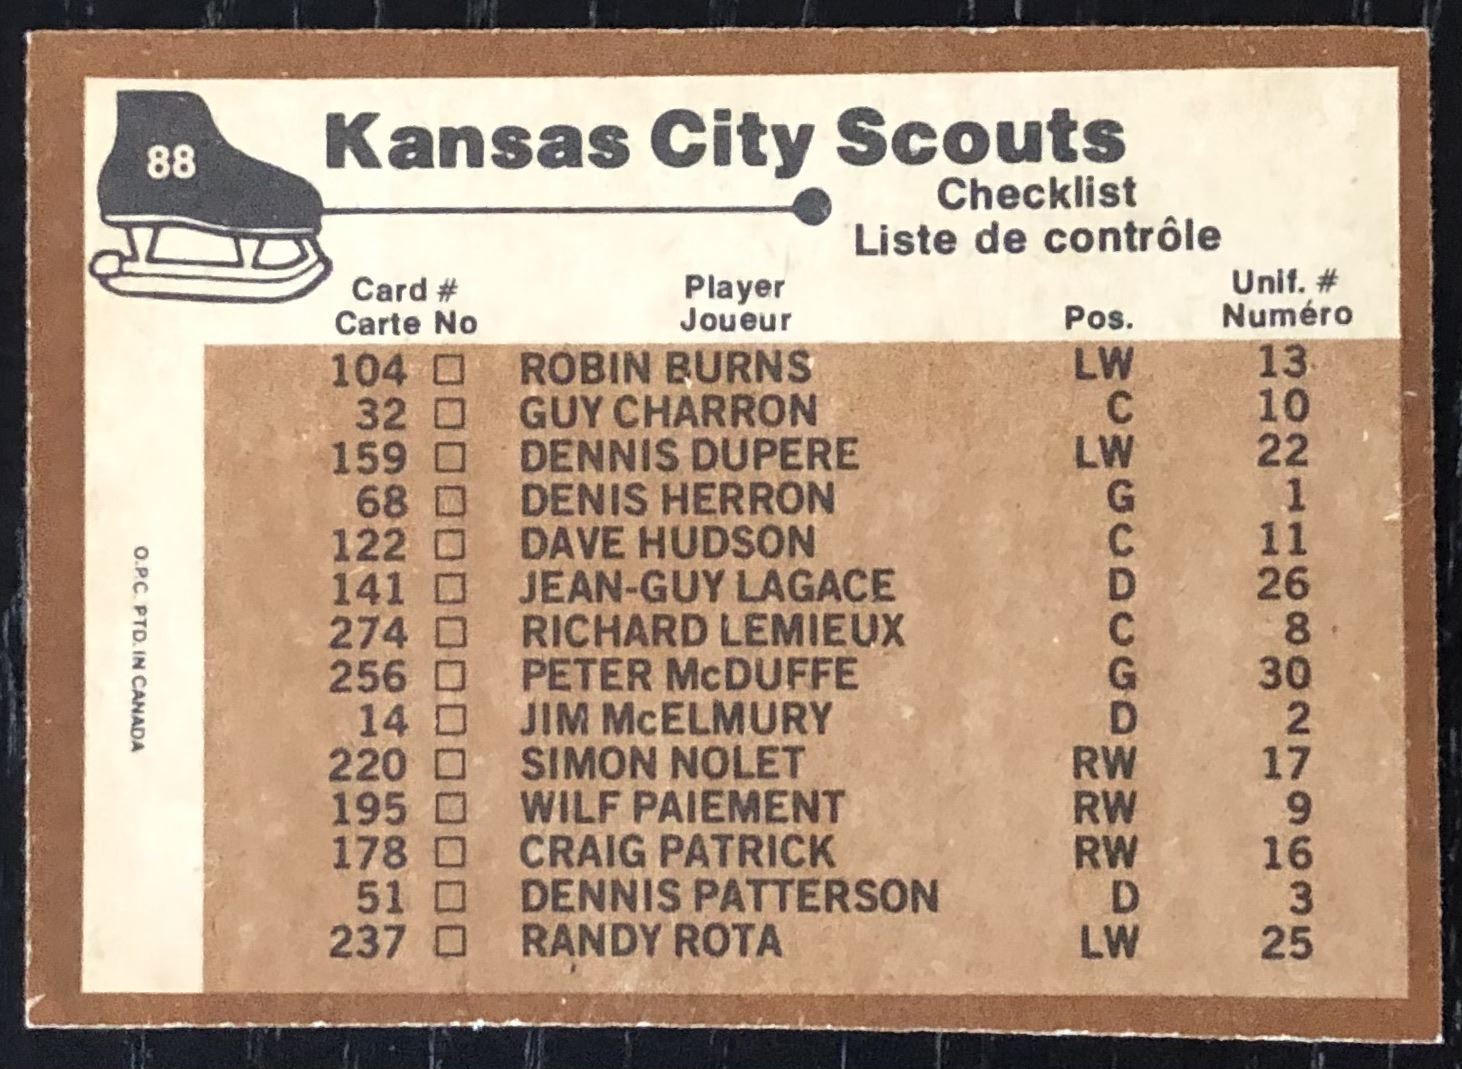 88
Kansas City Scouts
Checklist
Liste de contrôle
Card # Player Unif. #
Carte No Joueur Pos. Numéro
104 ROBIN BURNS LW 13
32 GUY CHARRON C 10
159 DENNIS DUPERE LW 22
68 DENIS HERRON G 1
122 DAVE HUDSON C 11
141 JEAN-GUY LAGACE D 26
274 RICHARD LEMIEUX C 8
256 PETER McDUFFE G 30
14 JIM McELMURY D 2
220 SIMON NOLET RW 17
195 WILF PAIEMENT RW 9
178 CRAIG PATRICK RW 16
51 DENNIS PATTERSON D 3
237 RANDY ROTA LW 25
O.P.C. PTD. IN CANADA